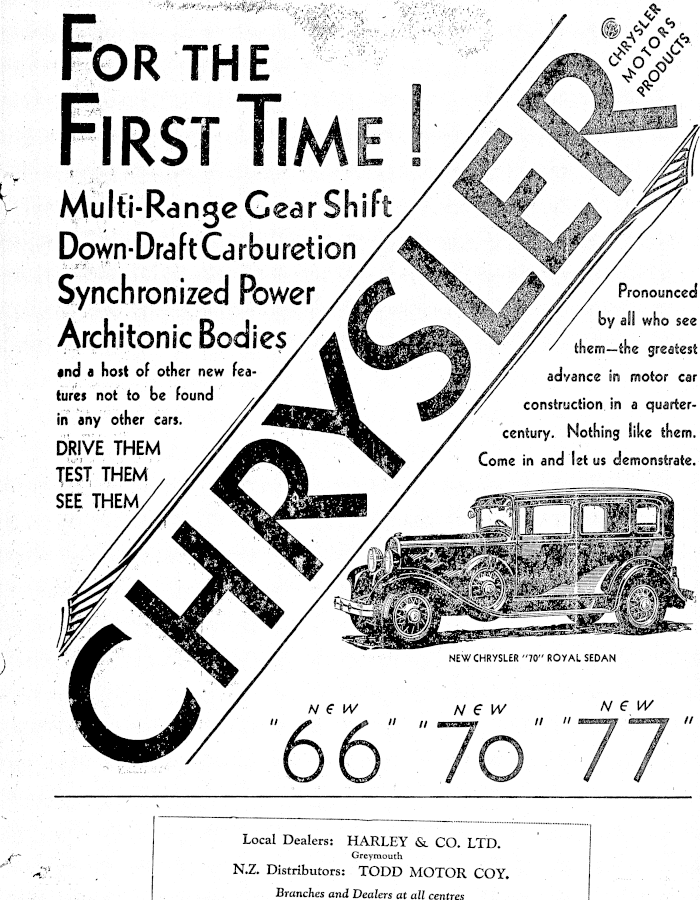 FOR THE
FIRST TIME!
CHRYSLER
MOTORS
PRODUCTS
Multi-Range Gear Shift
Down-Draft Carburetion
Synchronized Power
Architonic Bodies
and a host of other new fea-
tures not to be found
in any other cars.
DRIVE THEM
TEST THEM
SEE THEM
CHRYSLER
Pronounced
by all who see
them—the greatest
advance in motor car
construction in a quarter-
century. Nothing like them.
Come in and let us demonstrate.
NEW CHRYSLER "70" ROYAL SEDAN
NEW NEW NEW
"66" "70" "77"
Local Dealers: HARLEY & CO. LTD.
Greymouth
N.Z. Distributors: TODD MOTOR COY.
Branches and Dealers at all centres